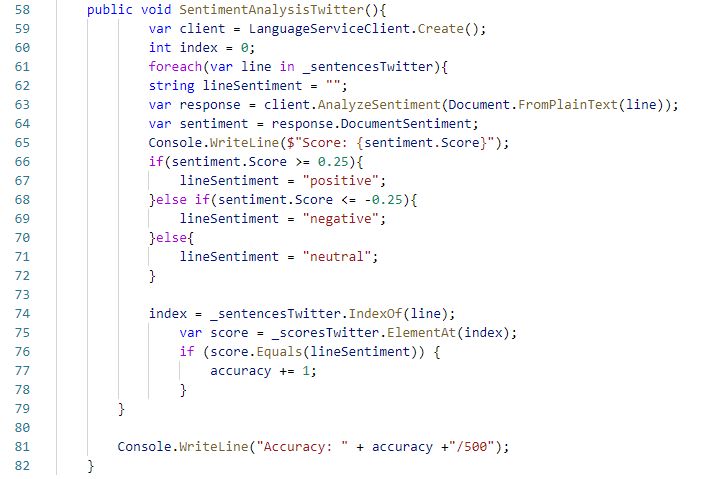 58 public void SentimentAnalysisTwitter(){
59 var client = LanguageServiceClient.Create();
60 int index = 0;
61 foreach(var line in _sentencesTwitter){
62 string lineSentiment = "";
63 var response = client.AnalyzeSentiment(Document.FromPlainText(line));
64 var sentiment = response.DocumentSentiment;
65 Console.WriteLine($"Score: {sentiment.Score}");
66 if(sentiment.Score >= 0.25){
67 lineSentiment = "positive";
68 }else if(sentiment.Score <= -0.25){
69 lineSentiment = "negative";
70 }else{
71 lineSentiment = "neutral";
72 }
73
74 index = _sentencesTwitter.IndexOf(line);
75 var score = _scoresTwitter.ElementAt(index);
76 if (score.Equals(lineSentiment)) {
77 accuracy += 1;
78 }
79 }
80
81 Console.WriteLine("Accuracy: " + accuracy +"/500");
82 }